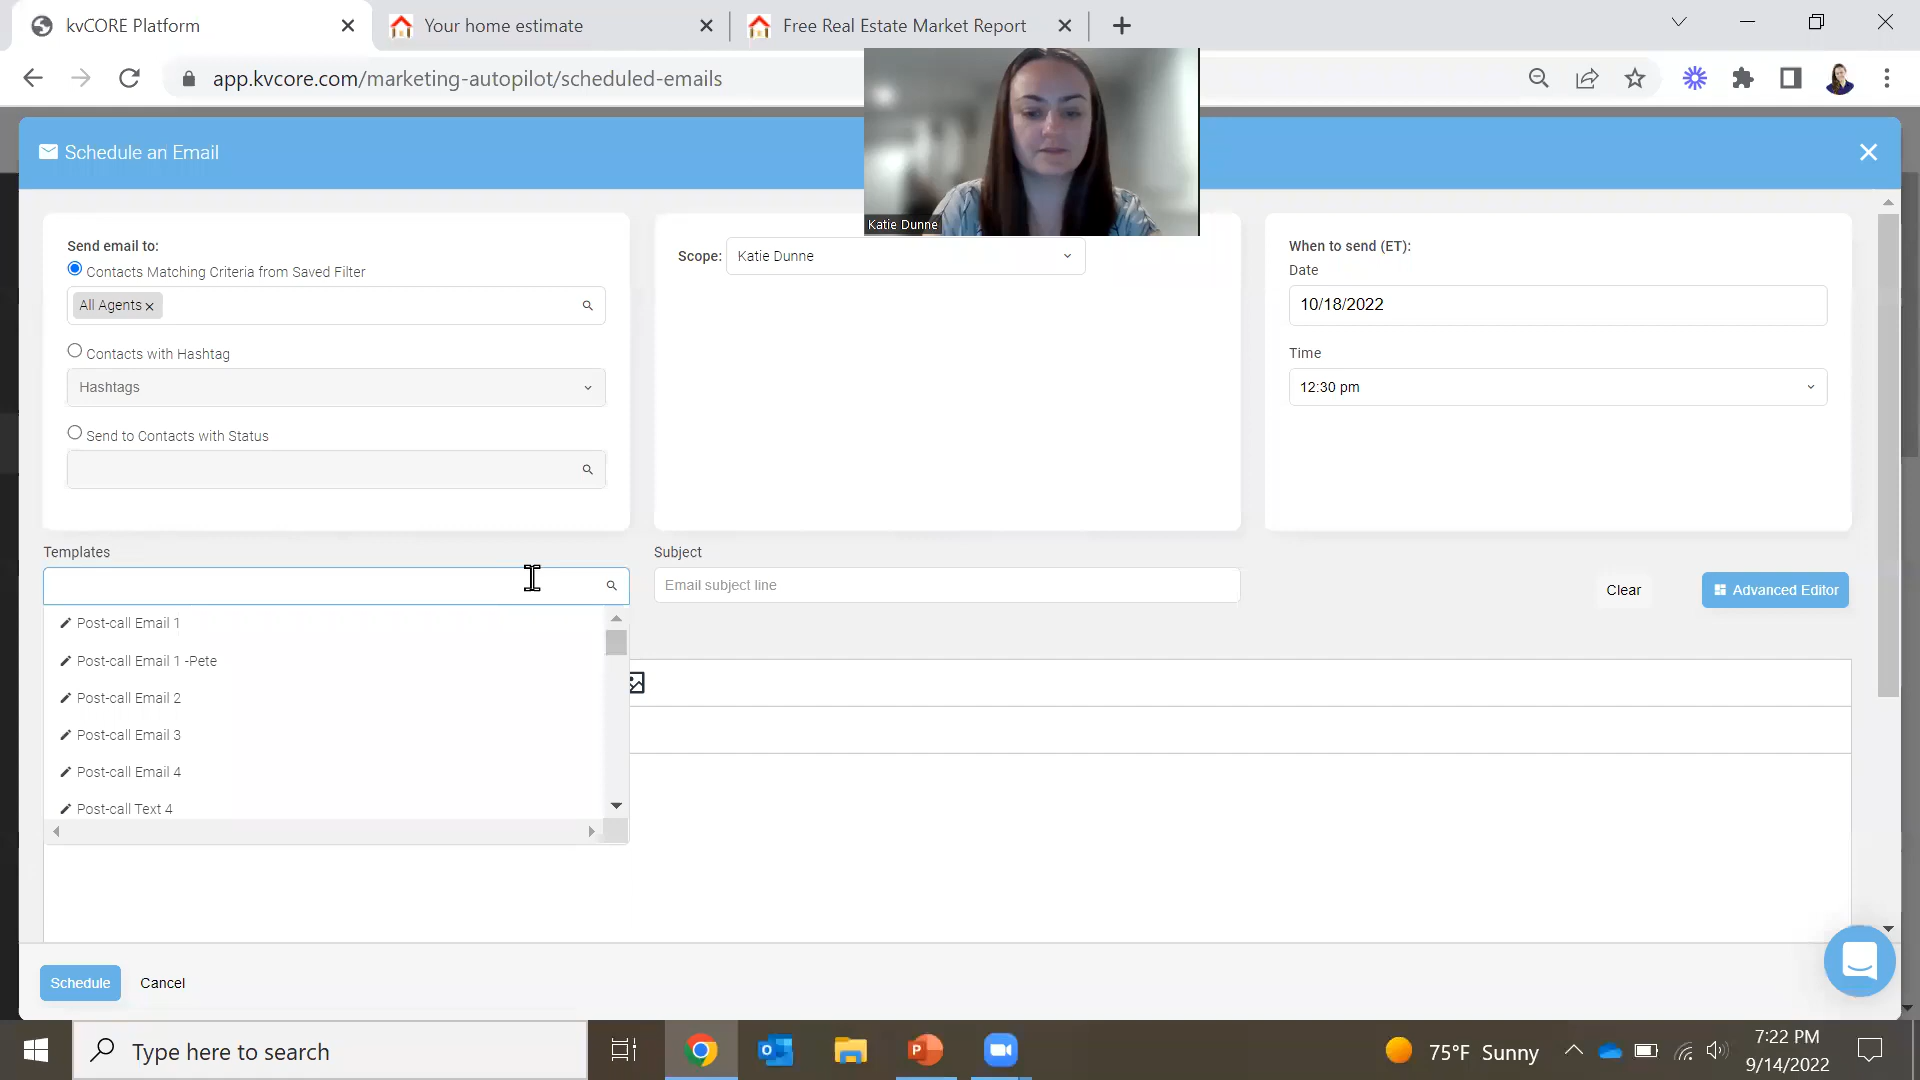 kvCORE Platform
Your home estimate
Free Real Estate Market Report
app.kvcore.com/marketing-autopilot/scheduled-emails
Schedule an Email
Katie Dunne
Send email to:
Contacts Matching Criteria from Saved Filter
All Agents ×
Contacts with Hashtag
Hashtags
Send to Contacts with Status
Scope: Katie Dunne
When to send (ET):
Date
10/18/2022
Time
12:30 pm
Templates
Subject
Email subject line
Clear
Advanced Editor
Post-call Email 1
Post-call Email 1 -Pete
Post-call Email 2
Post-call Email 3
Post-call Email 4
Post-call Text 4
Schedule
Cancel
Type here to search
75°F Sunny
7:22 PM
9/14/2022